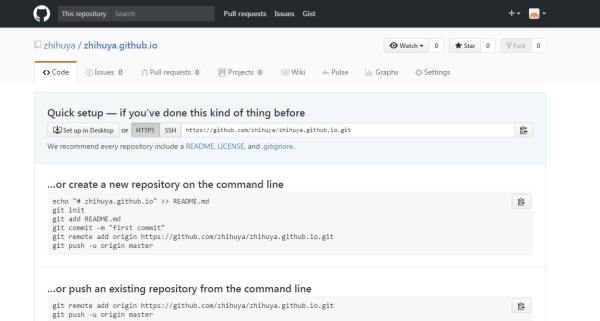 This repository Search Pull requests Issues Gist
zhihuya / zhihuya.github.io Watch 0 Star 0 Fork 0
Code Issues 0 Pull requests 0 Projects 0 Wiki Pulse Graphs Settings
Quick setup — if you've done this kind of thing before
Set up in Desktop or HTTPS SSH https://github.com/zhihuya/zhihuya.github.io.git
We recommend every repository include a README, LICENSE, and .gitignore.
…or create a new repository on the command line
echo "# zhihuya.github.io" >> README.md
git init
git add README.md
git commit -m "first commit"
git remote add origin https://github.com/zhihuya/zhihuya.github.io.git
git push -u origin master
…or push an existing repository from the command line
git remote add origin https://github.com/zhihuya/zhihuya.github.io.git
git push -u origin master